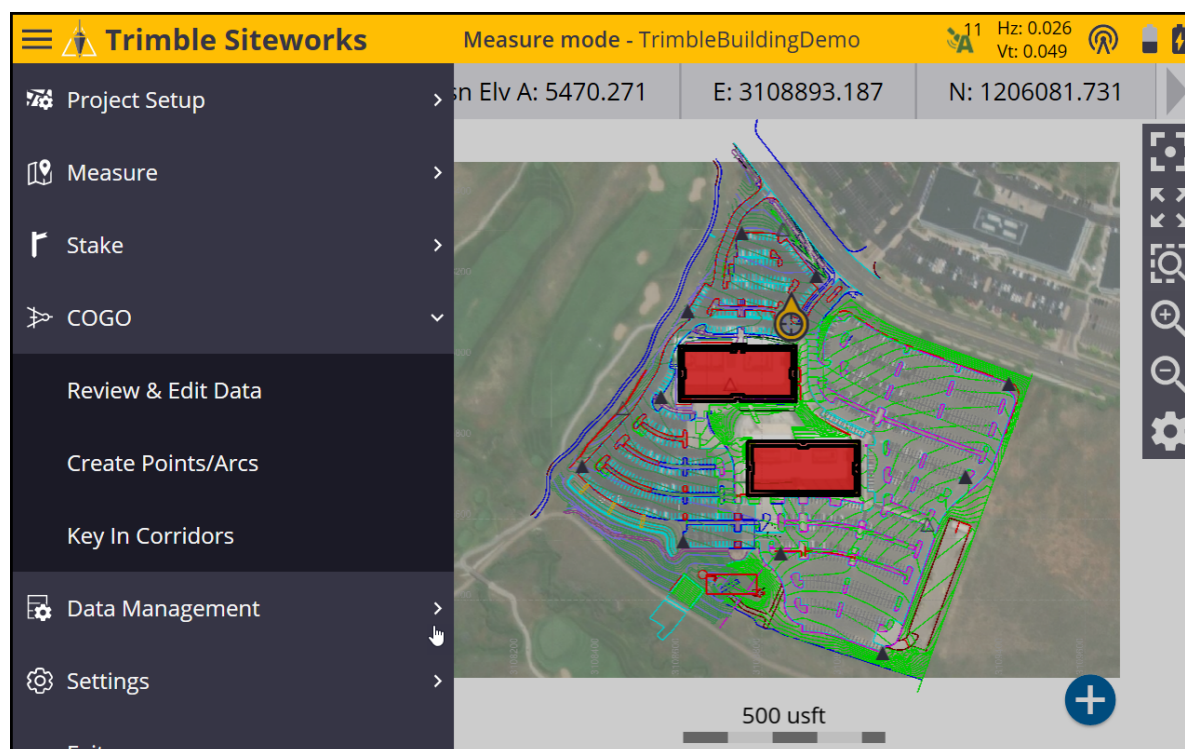 Trimble Siteworks
Measure mode - TrimbleBuildingDemo
11
Hz: 0.026
Vt: 0.049
Project Setup
Measure
Stake
COGO
Review & Edit Data
Create Points/Arcs
Key In Corridors
Data Management
Settings
sn Elv A: 5470.271
E: 3108893.187
N: 1206081.731
500 usft